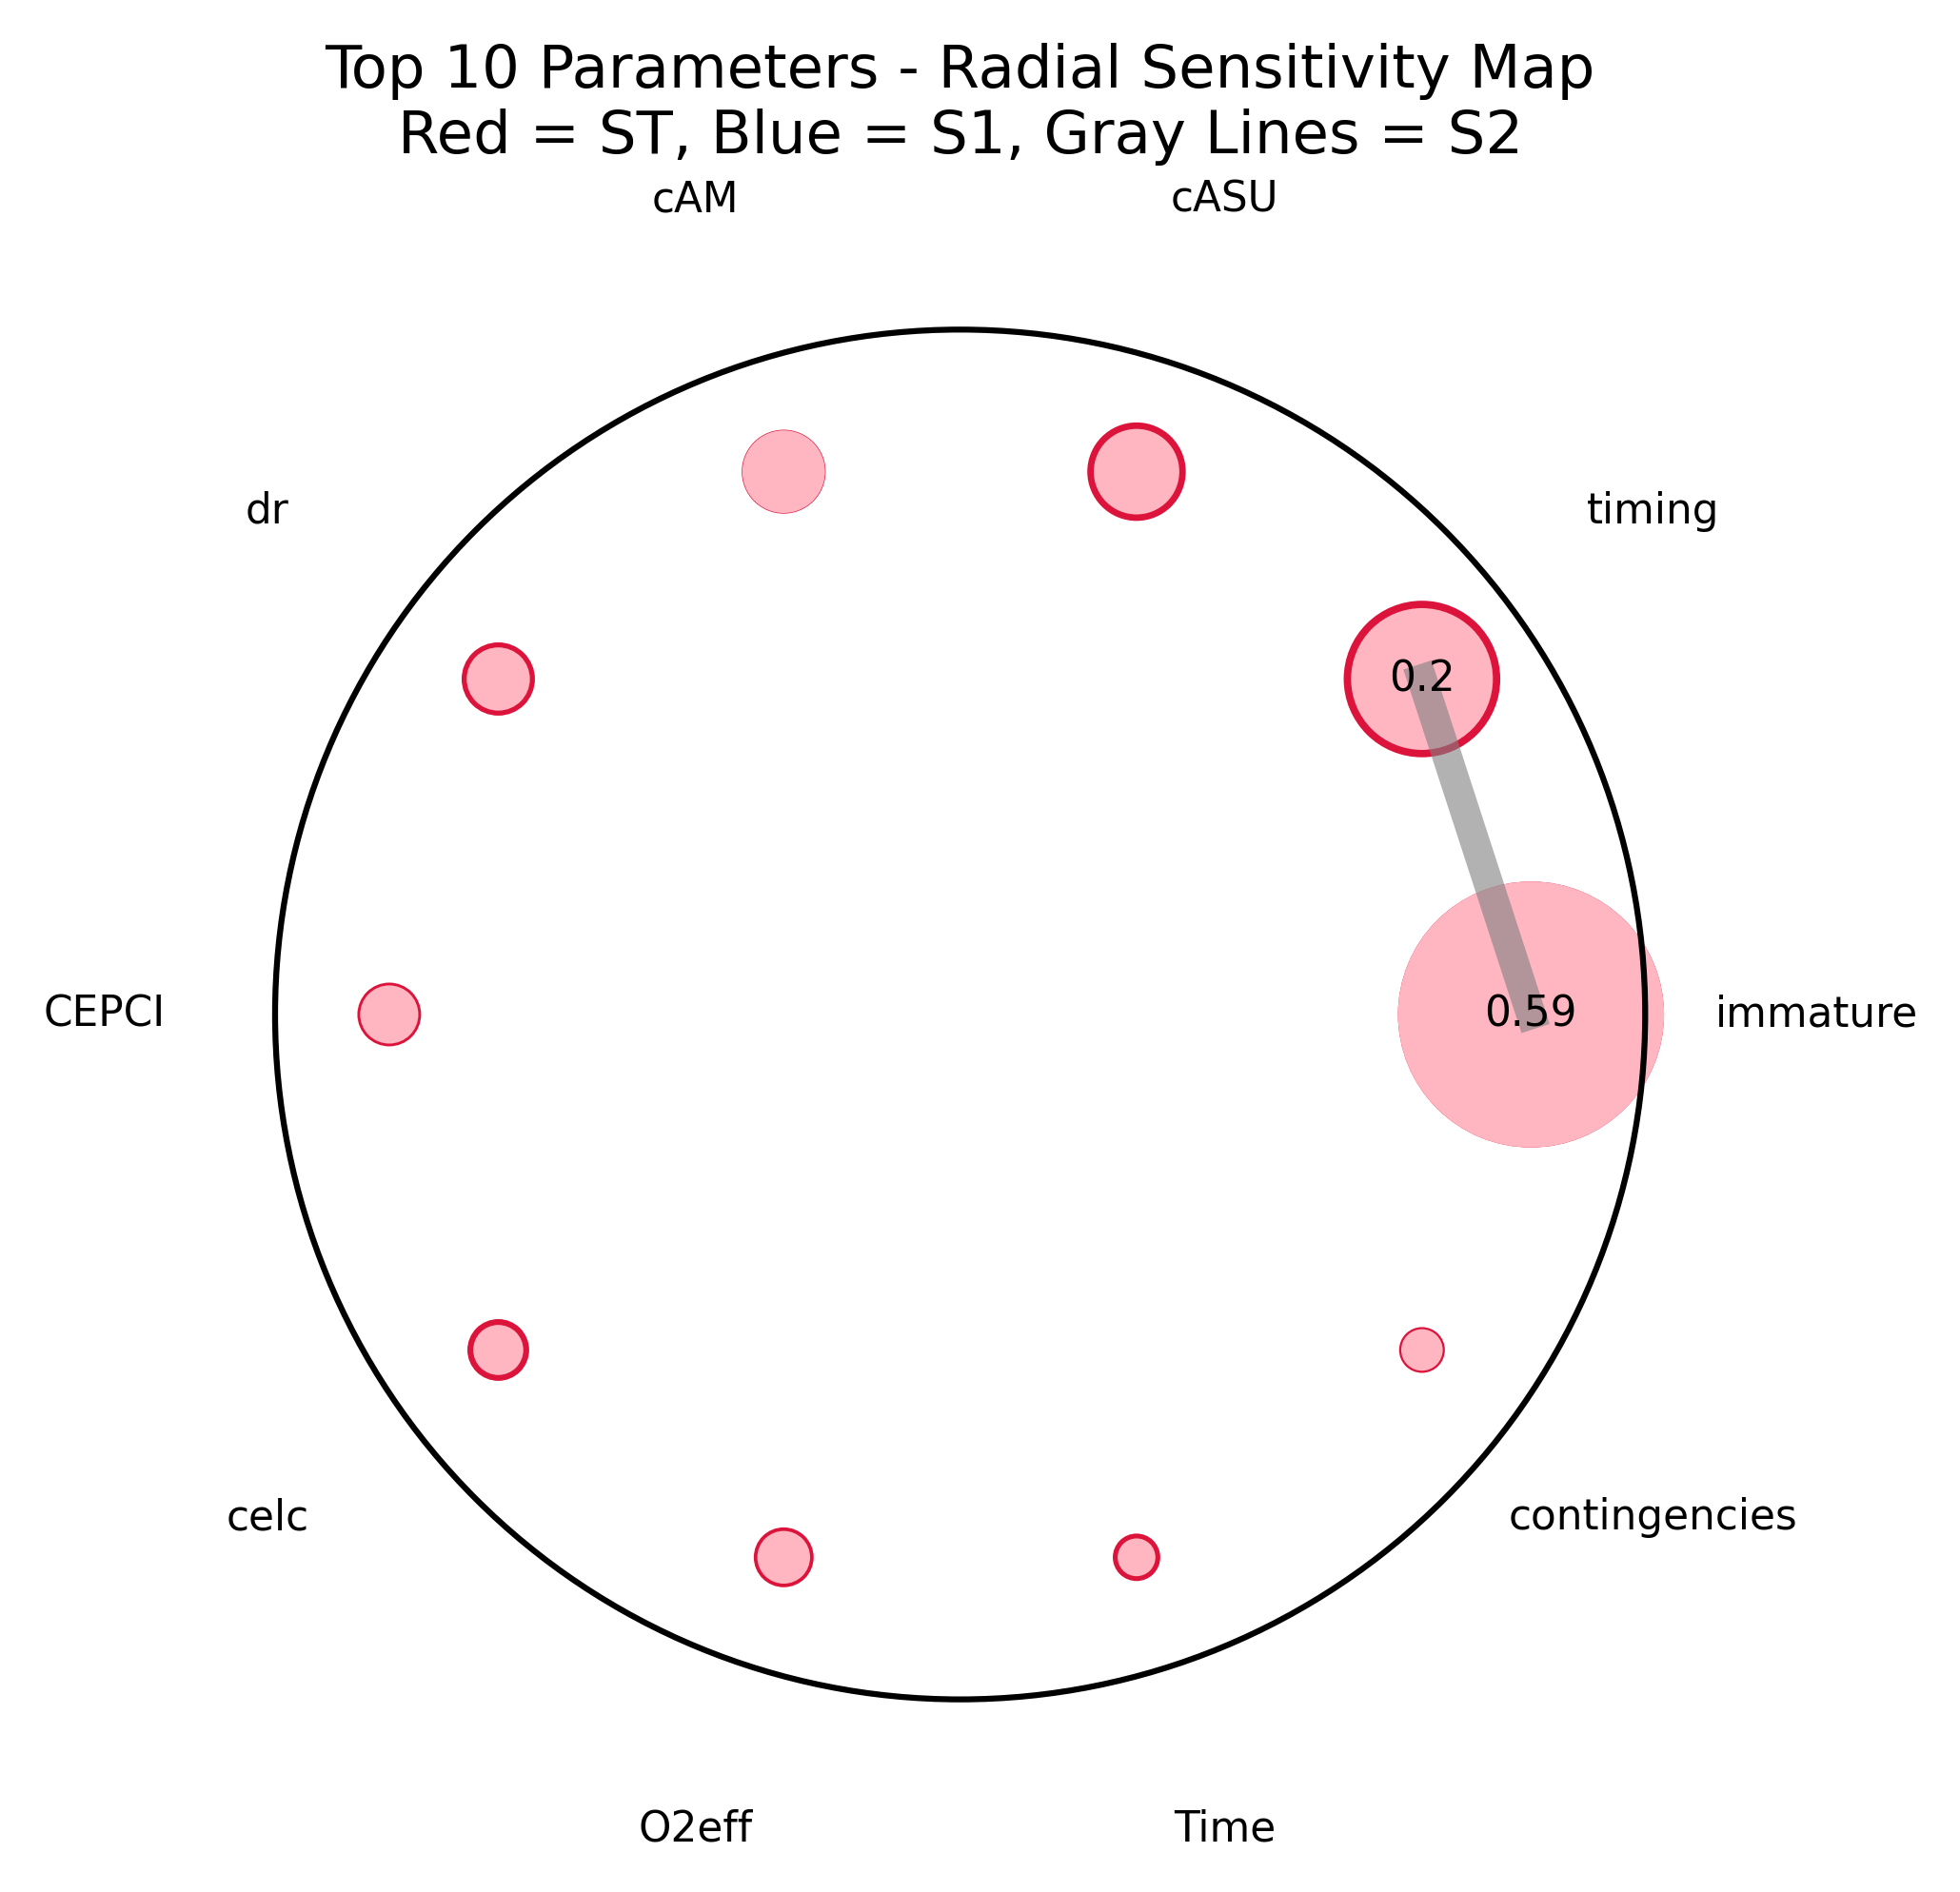 Top 10 Parameters - Radial Sensitivity Map
Red = ST, Blue = S1, Gray Lines = S2
cAM
cASU
dr
timing
0.2
CEPCI
0.59
immature
celc
contingencies
O2eff
Time